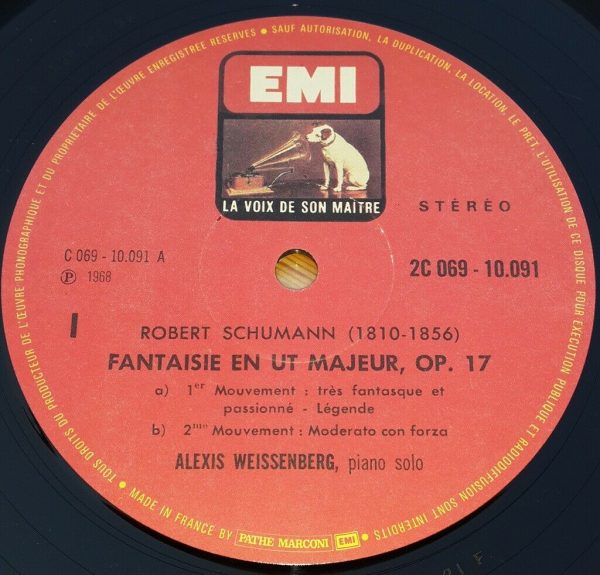 TOUS DROITS DU PRODUCTEUR DE L'ŒUVRE PHONOGRAPHIQUE ET DU PROPRIETAIRE DE L'ŒUVRE ENREGISTREE RESERVES • SAUF AUTORISATION, LA DUPLICATION, LA LOCATION, LE PRET, L'UTILISATION DE CE DISQUE POUR EXECUTION PUBLIQUE ET RADIODIFFUSION SONT INTERDITS •
EMI
LA VOIX DE SON MAITRE
STÉRÉO
C 069 - 10.091 A
Ⓟ 1968
2C 069 - 10.091
I
ROBERT SCHUMANN (1810-1856)
FANTAISIE EN UT MAJEUR, OP. 17
a) 1er Mouvement : très fantasque et
passionné - Légende
b) 2me Mouvement : Moderato con forza
ALEXIS WEISSENBERG, piano solo
MADE IN FRANCE BY PATHE MARCONI EMI